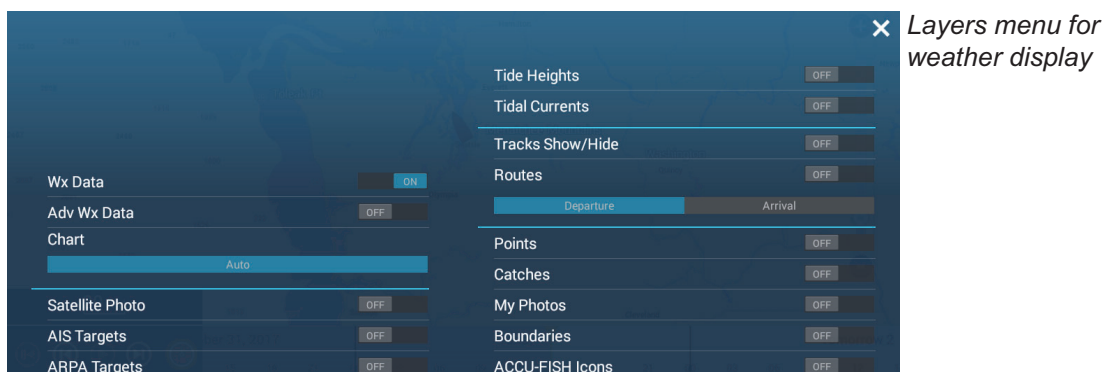 Layers menu for
weather display
Wx Data ON
Adv Wx Data OFF
Chart
Auto
Satellite Photo OFF
AIS Targets OFF
ARPA Targets OFF
Tide Heights OFF
Tidal Currents OFF
Tracks Show/Hide OFF
Routes OFF
Departure Arrival
Points OFF
Catches OFF
My Photos OFF
Boundaries OFF
ACCU-FISH Icons OFF